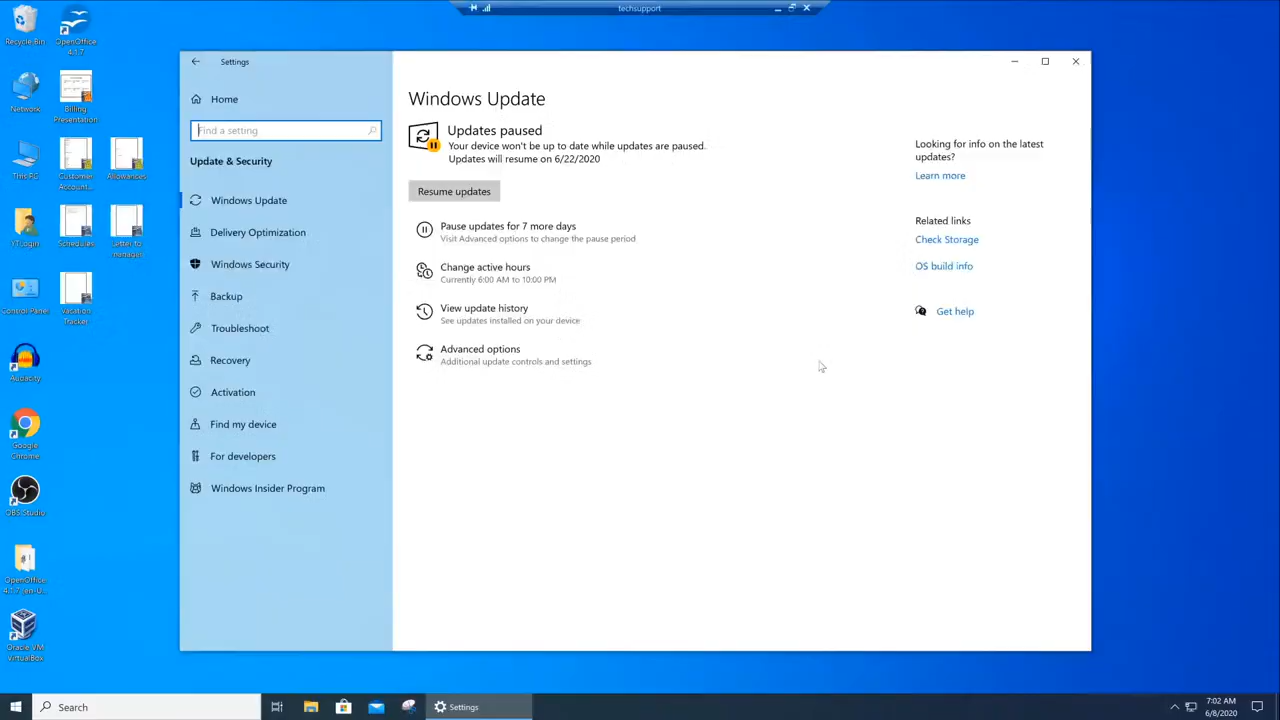 techsupport
Recycle Bin
OpenOffice
4.1.7
Network
Billing
Presentation
This PC
Customer
Account...
Allowances
YTLogin
Schedules
Letter to
manager
Control Panel
Vacation
Tracker
Audacity
Google
Chrome
OBS Studio
OpenOffice
4.1.7 (en-U...
Oracle VM
VirtualBox
Settings
Home
Find a setting
Update & Security
Windows Update
Delivery Optimization
Windows Security
Backup
Troubleshoot
Recovery
Activation
Find my device
For developers
Windows Insider Program
Windows Update
Updates paused
Your device won't be up to date while updates are paused.
Updates will resume on 6/22/2020
Resume updates
Pause updates for 7 more days
Visit Advanced options to change the pause period
Change active hours
Currently 6:00 AM to 10:00 PM
View update history
See updates installed on your device
Advanced options
Additional update controls and settings
Looking for info on the latest
updates?
Learn more
Related links
Check Storage
OS build info
Get help
Search
Settings
7:02 AM
6/8/2020